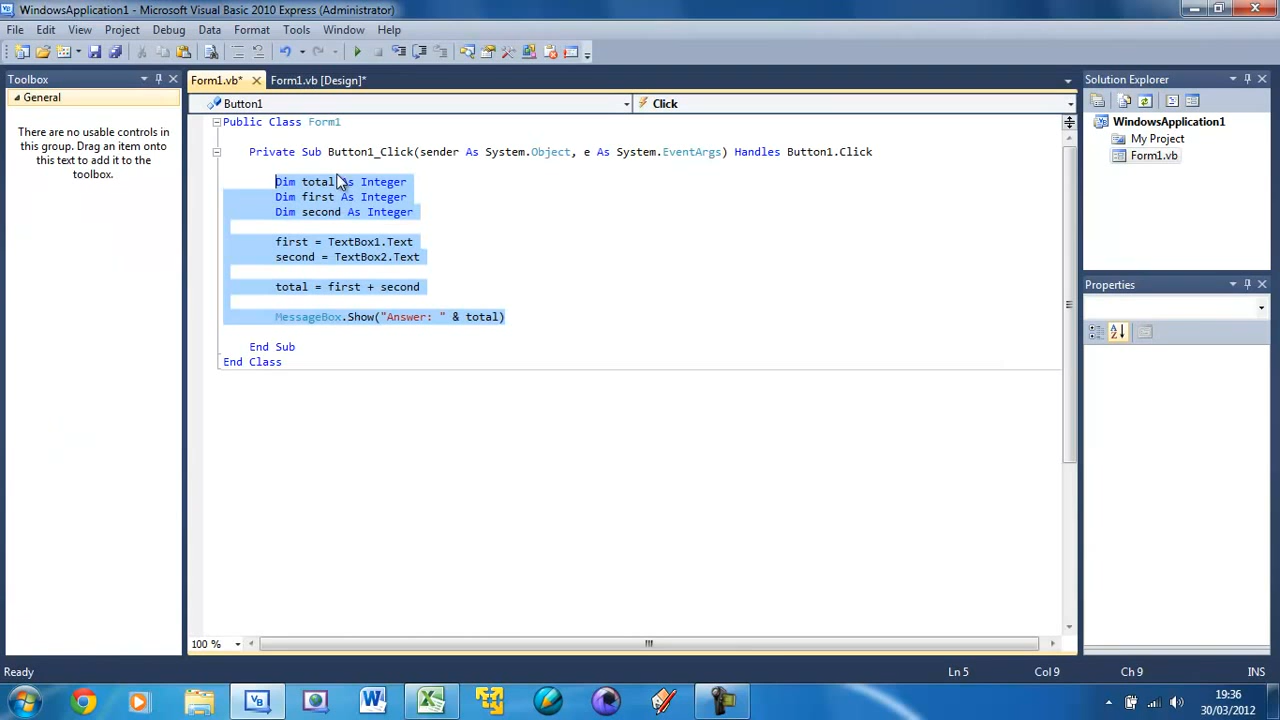 WindowsApplication1 - Microsoft Visual Basic 2010 Express (Administrator)
File Edit View Project Debug Data Format Tools Window Help
Toolbox
General
There are no usable controls in
this group. Drag an item onto
this text to add it to the
toolbox.
Form1.vb* Form1.vb [Design]*
Button1 Click
Public Class Form1
Private Sub Button1_Click(sender As System.Object, e As System.EventArgs) Handles Button1.Click
Dim total As Integer
Dim first As Integer
Dim second As Integer
first = TextBox1.Text
second = TextBox2.Text
total = first + second
MessageBox.Show("Answer: " & total)
End Sub
End Class
100 %
Solution Explorer
WindowsApplication1
My Project
Form1.vb
Properties
Ready Ln 5 Col 9 Ch 9 INS
19:36
30/03/2012